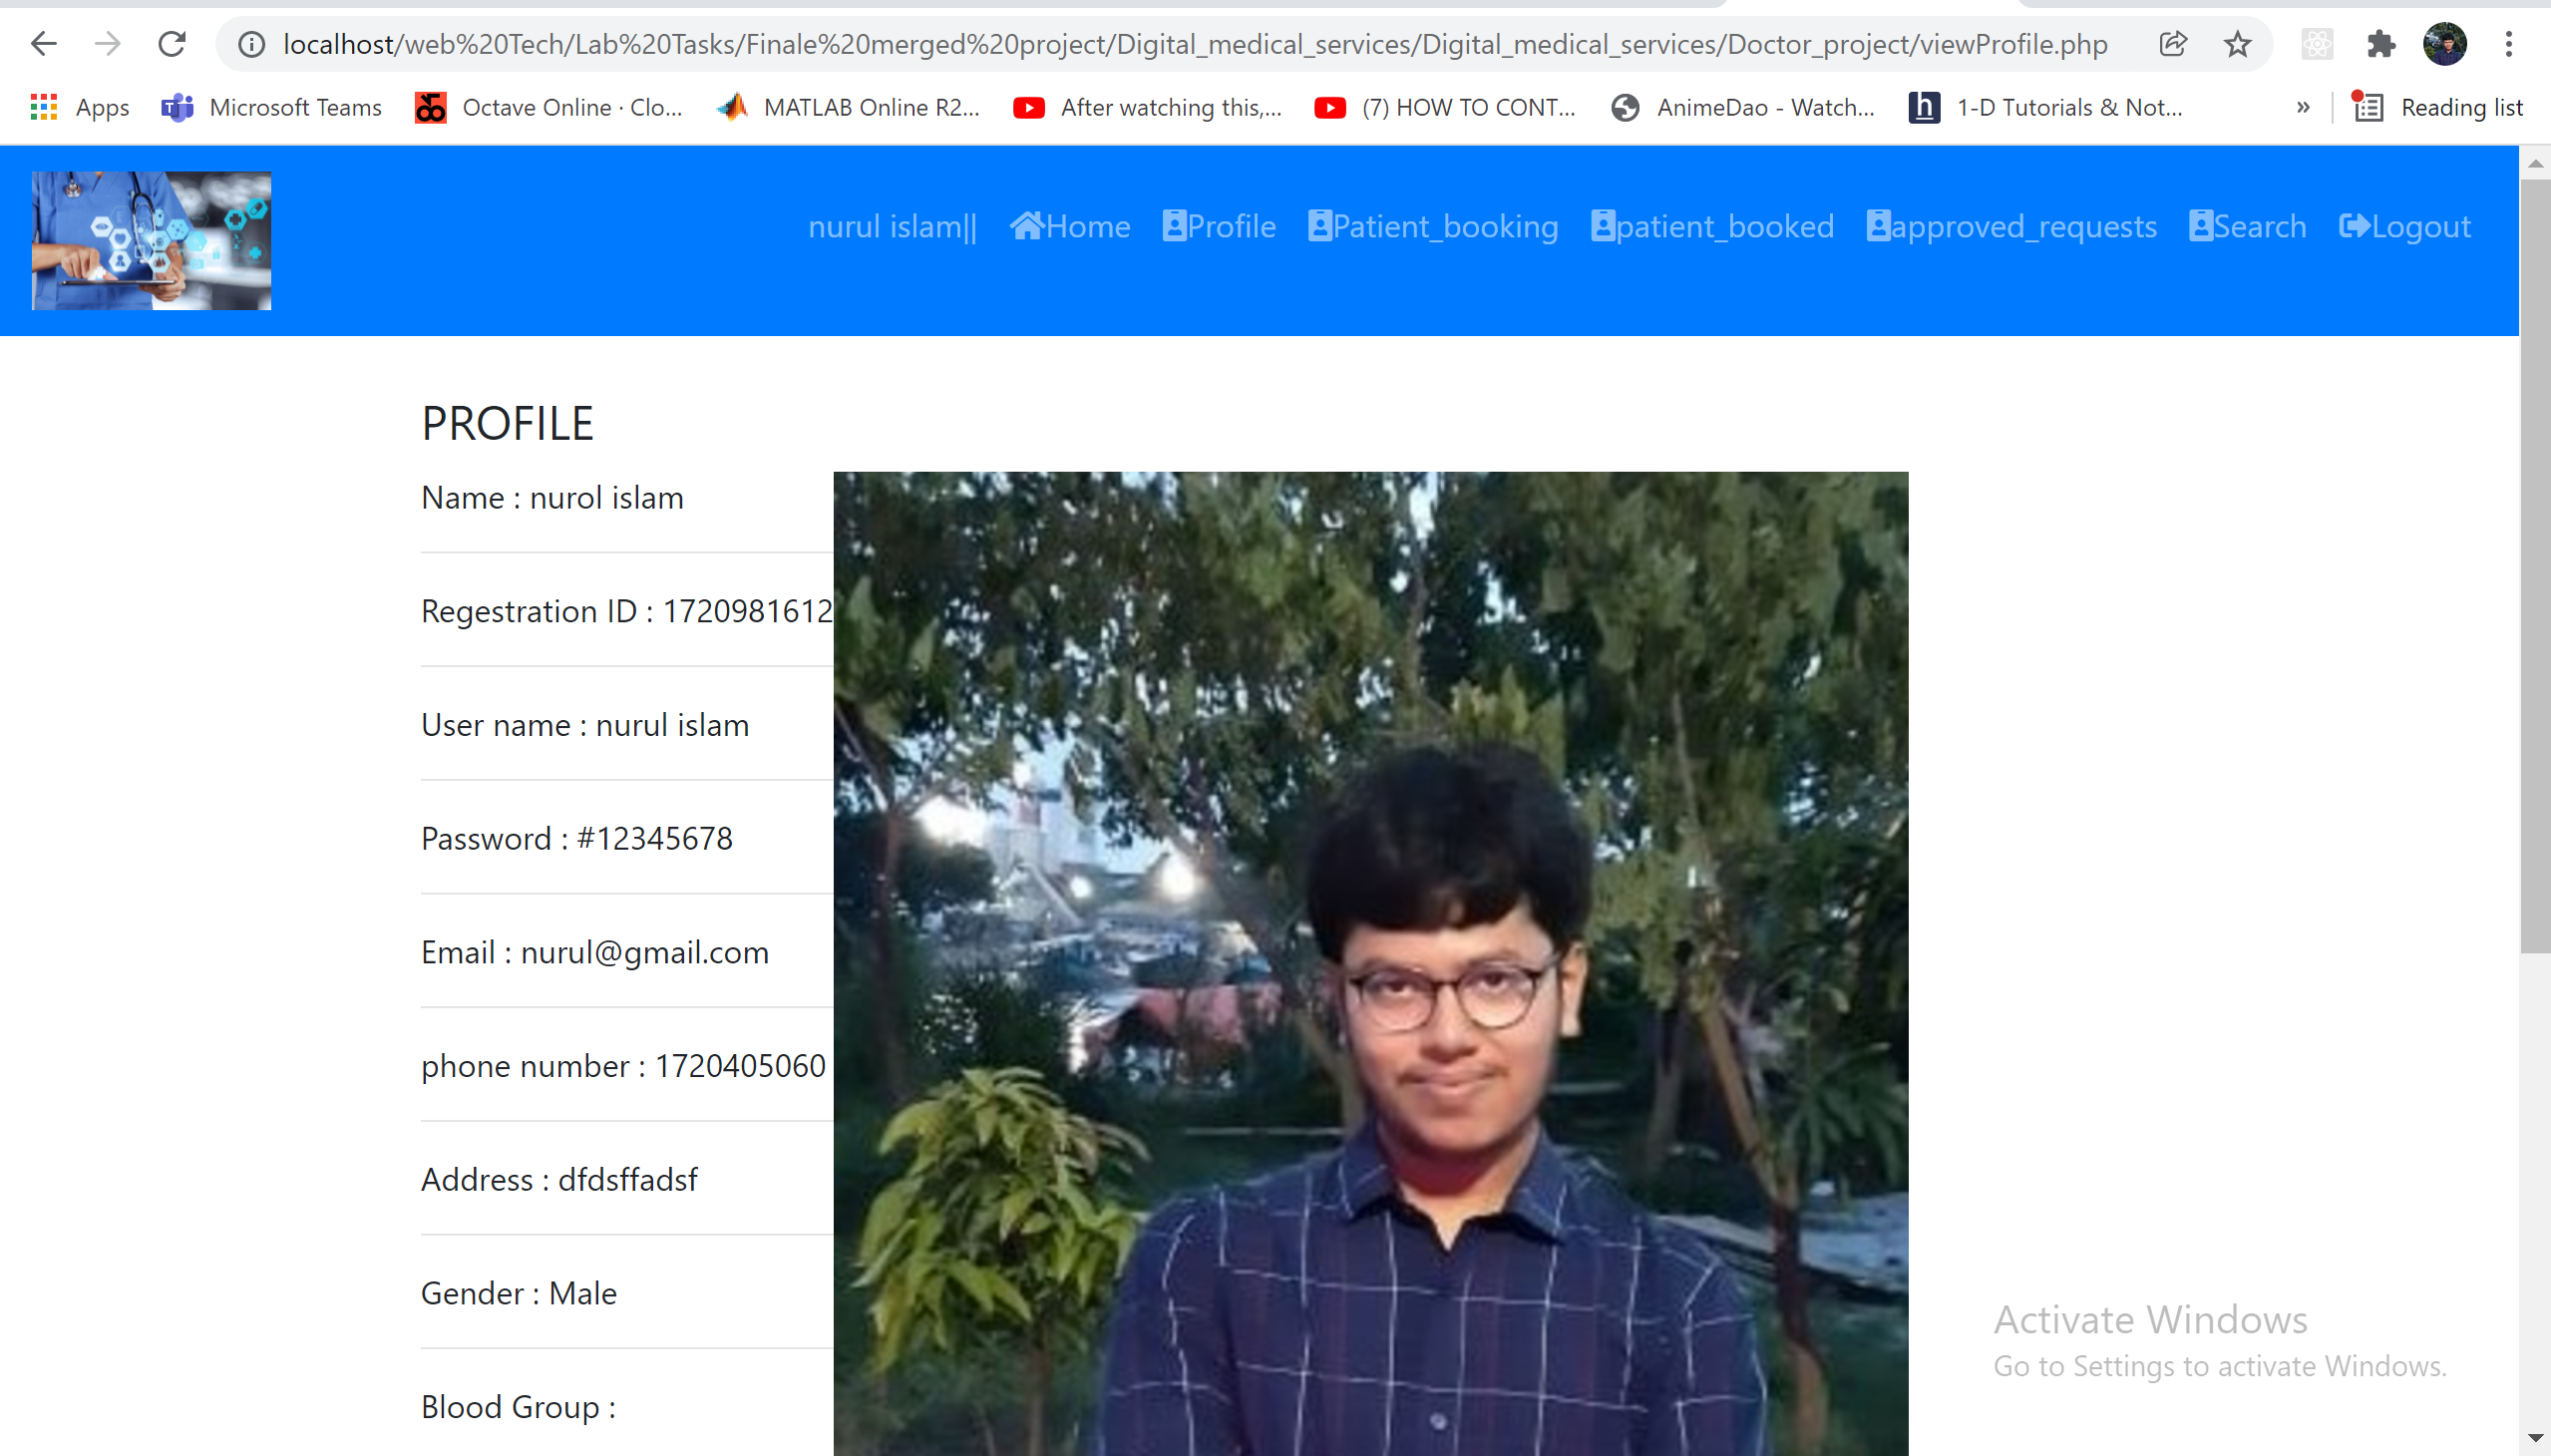 localhost/web%20Tech/Lab%20Tasks/Finale%20merged%20project/Digital_medical_services/Digital_medical_services/Doctor_project/viewProfile.php
Apps Microsoft Teams Octave Online · Clo... MATLAB Online R2... After watching this,... (7) HOW TO CONT... AnimeDao - Watch... 1-D Tutorials & Not... » Reading list
nurul islam|| Home Profile Patient_booking patient_booked approved_requests Search Logout
PROFILE
Name : nurol islam
Regestration ID : 1720981612
User name : nurul islam
Password : #12345678
Email : nurul@gmail.com
phone number : 1720405060
Address : dfdsffadsf
Gender : Male
Blood Group :
Activate Windows
Go to Settings to activate Windows.